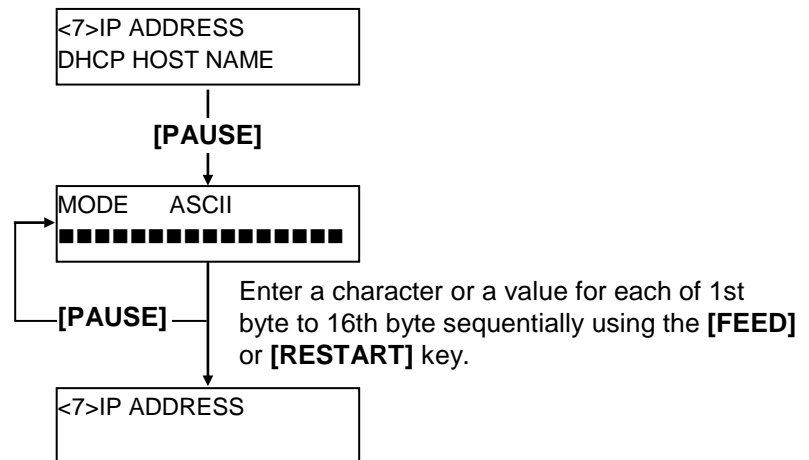 <7>IP ADDRESS
DHCP HOST NAME
[PAUSE]
MODE ASCII
■■■■■■■■■■■■■■■■
[PAUSE]
Enter a character or a value for each of 1st
byte to 16th byte sequentially using the [FEED]
or [RESTART] key.
<7>IP ADDRESS